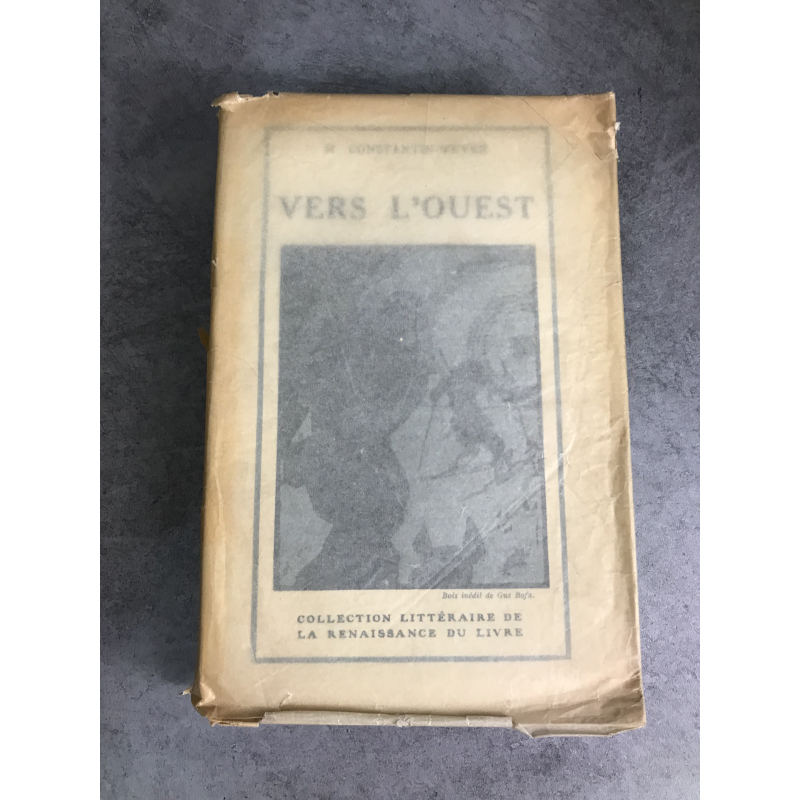 M CONSTANTIN-WEYER
VERS L'OUEST
Bois inédit de Gus Bofa.
COLLECTION LITTÉRAIRE DE
LA RENAISSANCE DU LIVRE